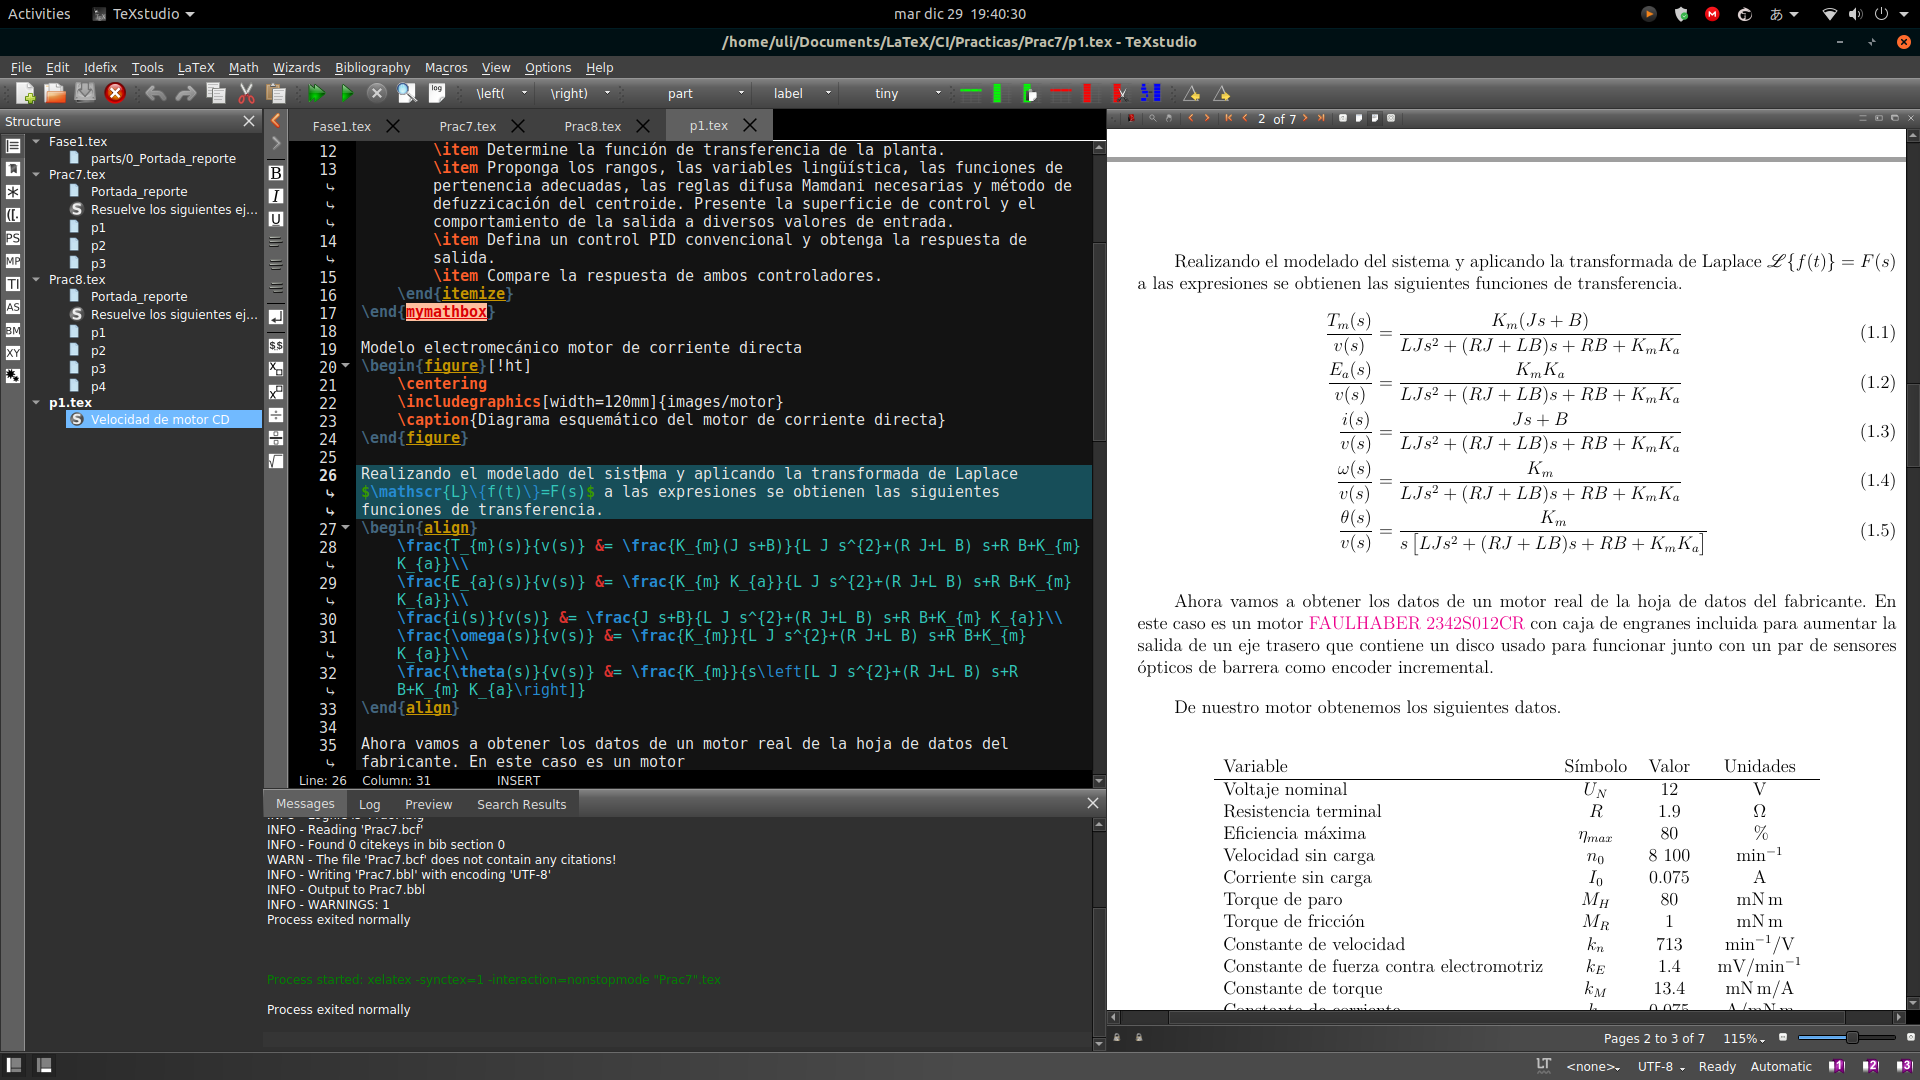 Activities TeXstudio mar dic 29 19:40:30 あ
/home/uli/Documents/LaTeX/CI/Practicas/Prac7/p1.tex - TeXstudio
File Edit Idefix Tools LaTeX Math Wizards Bibliography Macros View Options Help
\left( \right) part label tiny
Structure
Fase1.tex
parts/0_Portada_reporte
Prac7.tex
Portada_reporte
Resuelve los siguientes ej...
p1
p2
p3
Prac8.tex
Portada_reporte
Resuelve los siguientes ej...
p1
p2
p3
p4
p1.tex
Velocidad de motor CD
Fase1.tex Prac7.tex Prac8.tex p1.tex
12 \item Determine la función de transferencia de la planta.
13 \item Proponga los rangos, las variables lingüística, las funciones de
pertenencia adecuadas, las reglas difusa Mamdani necesarias y método de
defuzzicación del centroide. Presente la superficie de control y el
comportamiento de la salida a diversos valores de entrada.
14 \item Defina un control PID convencional y obtenga la respuesta de
salida.
15 \item Compare la respuesta de ambos controladores.
16 \end{itemize}
17 \end{mymathbox}
18
19 Modelo electromecánico motor de corriente directa
20 \begin{figure}[!ht]
21 \centering
22 \includegraphics[width=120mm]{images/motor}
23 \caption{Diagrama esquemático del motor de corriente directa}
24 \end{figure}
25
26 Realizando el modelado del sistema y aplicando la transformada de Laplace
$\mathscr{L}\{f(t)\}=F(s)$ a las expresiones se obtienen las siguientes
funciones de transferencia.
27 \begin{align}
28 \frac{T_{m}(s)}{v(s)} &= \frac{K_{m}(J s+B)}{L J s^{2}+(R J+L B) s+R B+K_{m}
K_{a}}\\
29 \frac{E_{a}(s)}{v(s)} &= \frac{K_{m} K_{a}}{L J s^{2}+(R J+L B) s+R B+K_{m}
K_{a}}\\
30 \frac{i(s)}{v(s)} &= \frac{J s+B}{L J s^{2}+(R J+L B) s+R B+K_{m} K_{a}}\\
31 \frac{\omega(s)}{v(s)} &= \frac{K_{m}}{L J s^{2}+(R J+L B) s+R B+K_{m}
K_{a}}\\
32 \frac{\theta(s)}{v(s)} &= \frac{K_{m}}{s\left[L J s^{2}+(R J+L B) s+R
B+K_{m} K_{a}\right]}
33 \end{align}
34
35 Ahora vamos a obtener los datos de un motor real de la hoja de datos del
fabricante. En este caso es un motor
Line: 26 Column: 31 INSERT
Messages Log Preview Search Results
INFO - Reading 'Prac7.bcf'
INFO - Found 0 citekeys in bib section 0
WARN - The file 'Prac7.bcf' does not contain any citations!
INFO - Writing 'Prac7.bbl' with encoding 'UTF-8'
INFO - Output to Prac7.bbl
INFO - WARNINGS: 1
Process exited normally
Process started: xelatex -synctex=1 -interaction=nonstopmode "Prac7".tex
Process exited normally
2 of 7
Realizando el modelado del sistema y aplicando la transformada de Laplace ℒ{f(t)} = F(s)
a las expresiones se obtienen las siguientes funciones de transferencia.
T_m(s)/v(s) = K_m(Js + B)/(LJs² + (RJ + LB)s + RB + K_mK_a) (1.1)
E_a(s)/v(s) = K_mK_a/(LJs² + (RJ + LB)s + RB + K_mK_a) (1.2)
i(s)/v(s) = Js + B/(LJs² + (RJ + LB)s + RB + K_mK_a) (1.3)
ω(s)/v(s) = K_m/(LJs² + (RJ + LB)s + RB + K_mK_a) (1.4)
θ(s)/v(s) = K_m/(s [LJs² + (RJ + LB)s + RB + K_mK_a]) (1.5)
Ahora vamos a obtener los datos de un motor real de la hoja de datos del fabricante. En
este caso es un motor FAULHABER 2342S012CR con caja de engranes incluida para aumentar la
salida de un eje trasero que contiene un disco usado para funcionar junto con un par de sensores
ópticos de barrera como encoder incremental.
De nuestro motor obtenemos los siguientes datos.
Variable Símbolo Valor Unidades
Voltaje nominal U_N 12 V
Resistencia terminal R 1.9 Ω
Eficiencia máxima η_max 80 %
Velocidad sin carga n_0 8 100 min⁻¹
Corriente sin carga I_0 0.075 A
Torque de paro M_H 80 mN m
Torque de fricción M_R 1 mN m
Constante de velocidad k_n 713 min⁻¹/V
Constante de fuerza contra electromotriz k_E 1.4 mV/min⁻¹
Constante de torque k_M 13.4 mN m/A
Pages 2 to 3 of 7 115%
LT <none> UTF-8 Ready Automatic 1 2 3